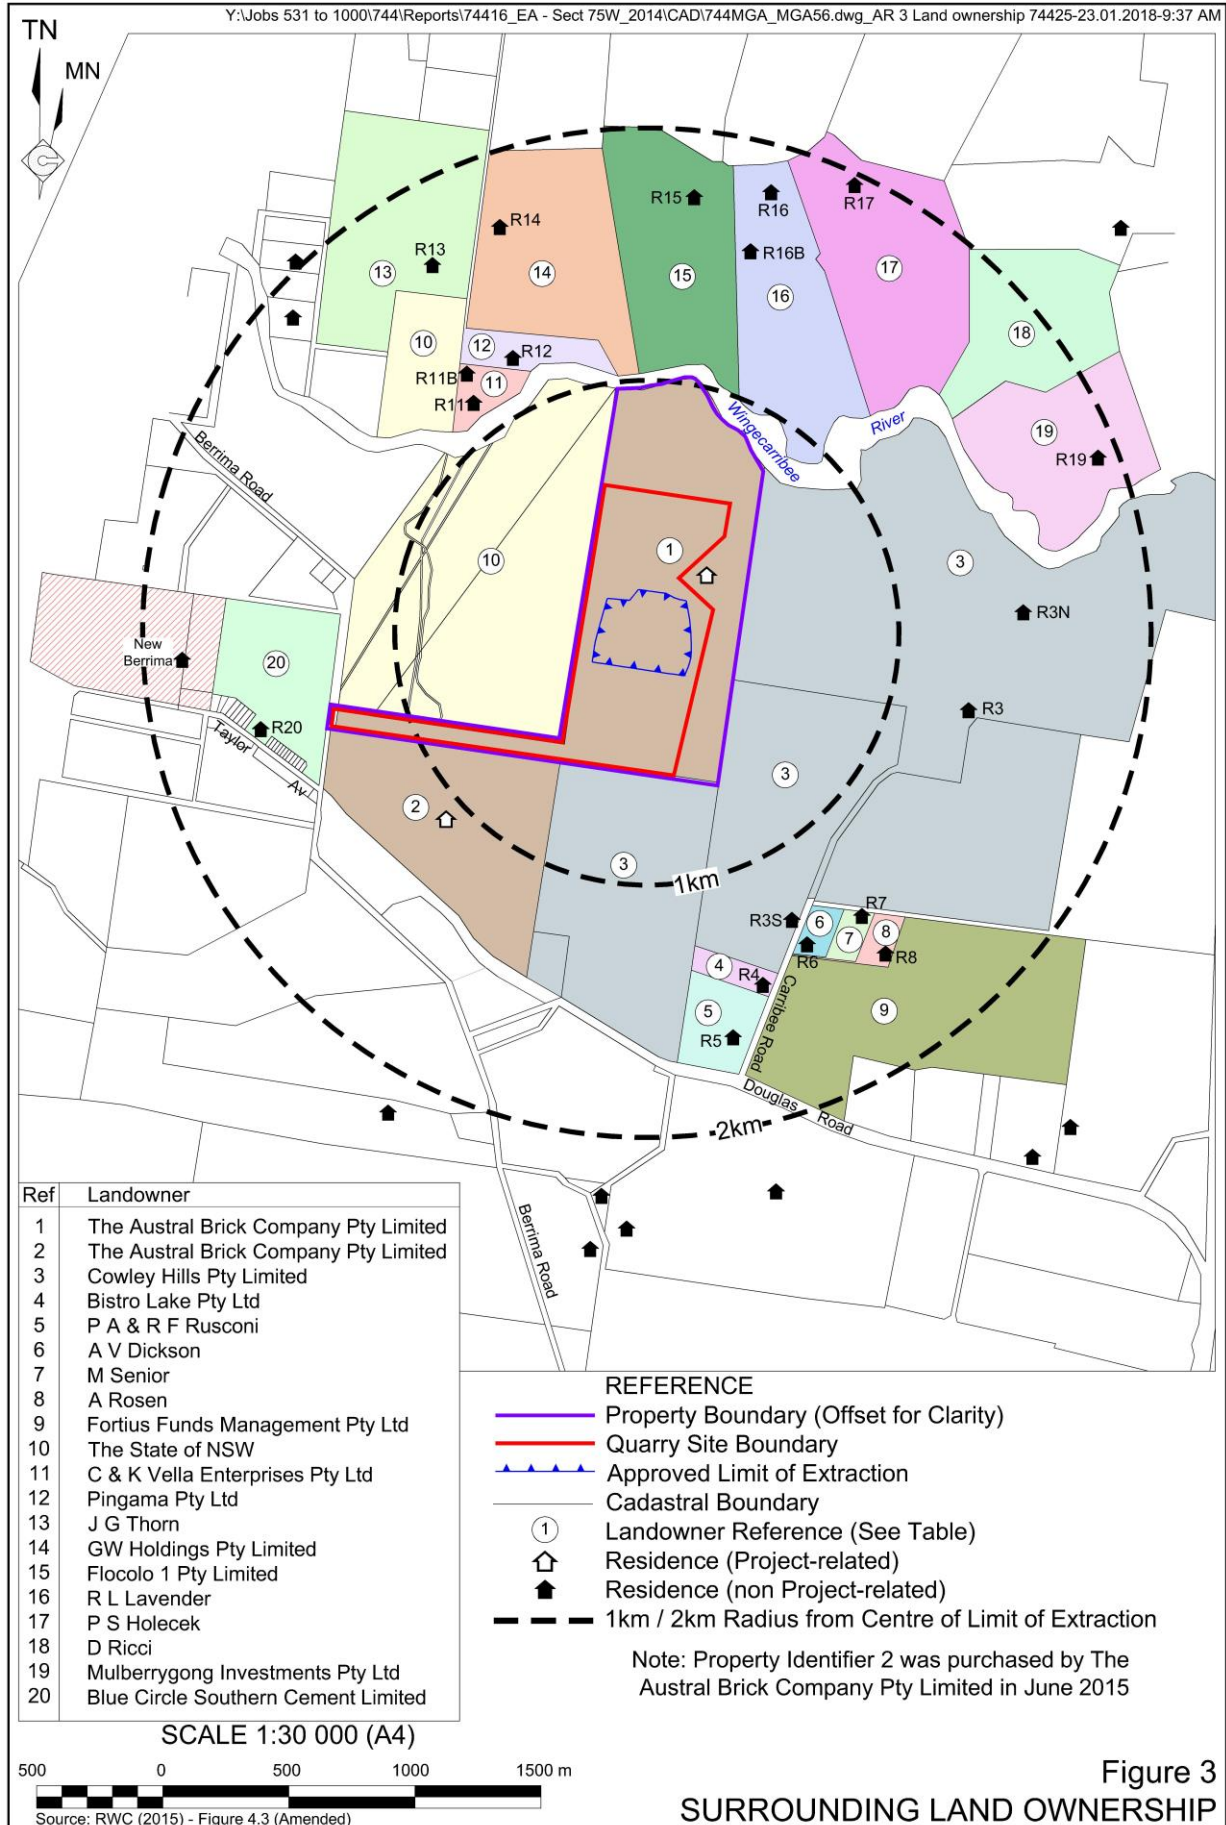 Y:\Jobs 531 to 1000\744\Reports\74416_EA - Sect 75W_2014\CAD\744MGA_MGA56.dwg_AR 3 Land ownership 74425-23.01.2018-9:37 AM
TN
MN
R15
R16
R17
R14
R13
R16B
13
14
15
16
17
18
10
12
R12
R11B
11
R11
Wingecarribee
River
19
R19
Berrima Road
1
10
3
R3N
New
Berrima
20
R20
Taylor
Av
R3
2
3
3
1km
R3S
6
R7
7
8
R6
R8
4
R4
5
R5
Carribee Road
9
Douglas
Road
2km
Berrima Road
Ref Landowner
1 The Austral Brick Company Pty Limited
2 The Austral Brick Company Pty Limited
3 Cowley Hills Pty Limited
4 Bistro Lake Pty Ltd
5 P A & R F Rusconi
6 A V Dickson
7 M Senior
8 A Rosen
9 Fortius Funds Management Pty Ltd
10 The State of NSW
11 C & K Vella Enterprises Pty Ltd
12 Pingama Pty Ltd
13 J G Thorn
14 GW Holdings Pty Limited
15 Flocolo 1 Pty Limited
16 R L Lavender
17 P S Holecek
18 D Ricci
19 Mulberrygong Investments Pty Ltd
20 Blue Circle Southern Cement Limited
REFERENCE
Property Boundary (Offset for Clarity)
Quarry Site Boundary
Approved Limit of Extraction
Cadastral Boundary
1 Landowner Reference (See Table)
Residence (Project-related)
Residence (non Project-related)
1km / 2km Radius from Centre of Limit of Extraction
Note: Property Identifier 2 was purchased by The
Austral Brick Company Pty Limited in June 2015
SCALE 1:30 000 (A4)
500 0 500 1000 1500 m
Source: RWC (2015) - Figure 4.3 (Amended)
Figure 3
SURROUNDING LAND OWNERSHIP